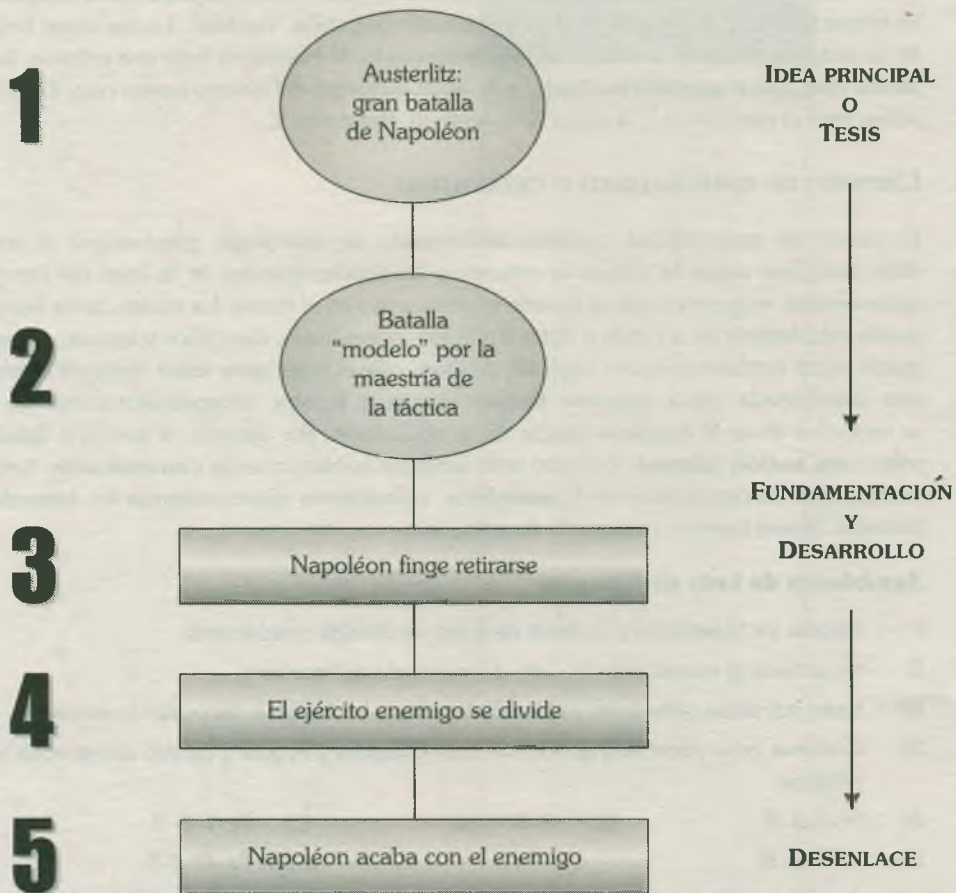 1
Austerlitz:
gran batalla
de Napoléon
IDEA PRINCIPAL
O
TESIS
2
Batalla
“modelo” por la
maestría de
la táctica
FUNDAMENTACIÓN
Y
DESARROLLO
3
Napoléon finge retirarse
4
El ejército enemigo se divide
5
Napoléon acaba con el enemigo
DESENLACE